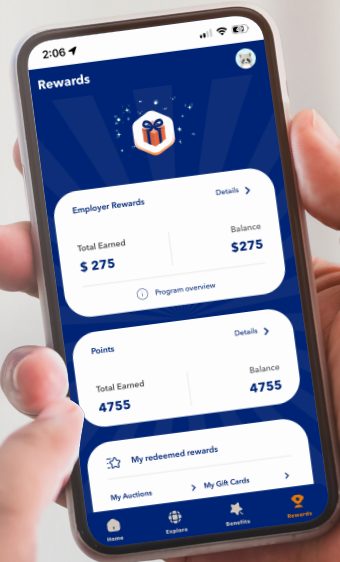 2:06
Rewards
Employer Rewards
Details
Total Earned
Balance
$ 275
$275
Program overview
Points
Details
Total Earned
Balance
4755
4755
My redeemed rewards
My Auctions
My Gift Cards
Home
Explore
Benefits
Rewards